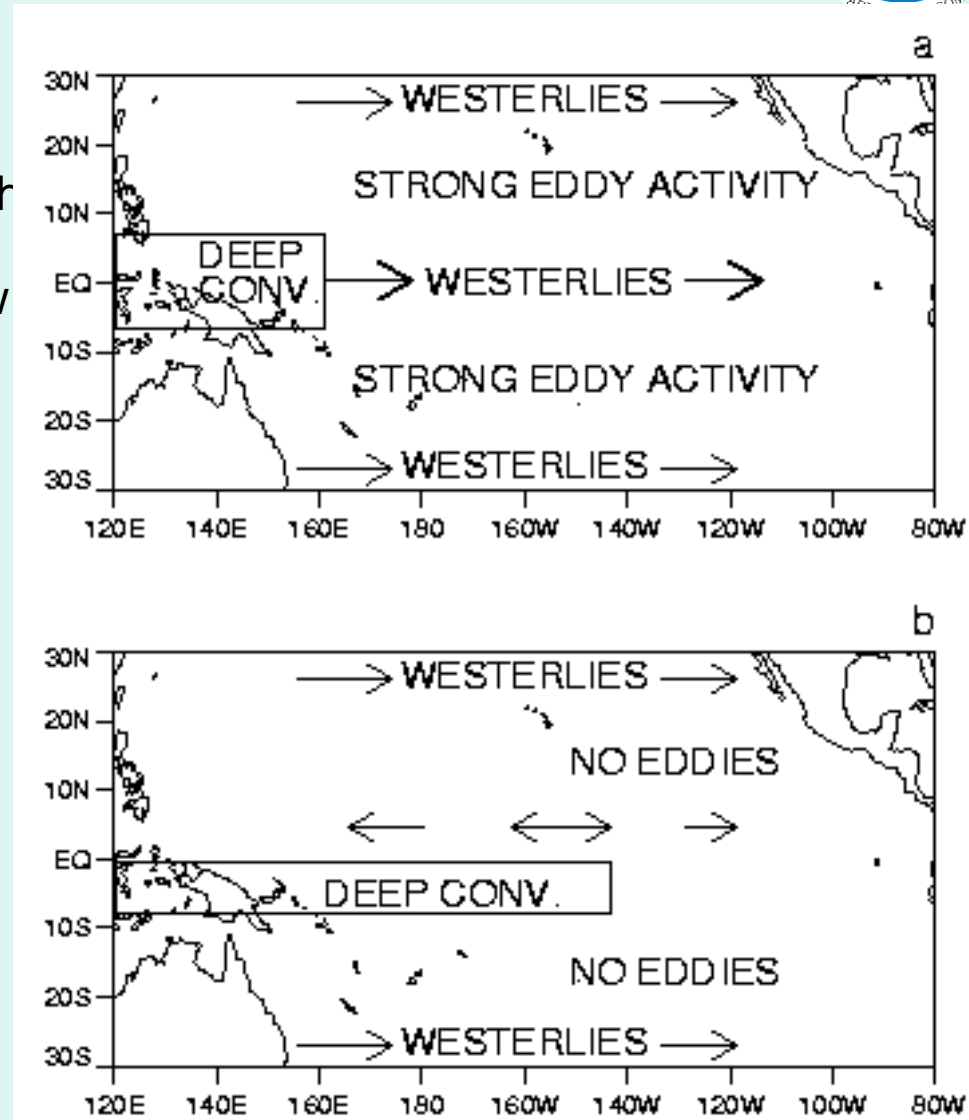 a
30N
WESTERLIES
20N
STRONG EDDY ACTIVITY
10N
DEEP
CONV.
EQ
WESTERLIES
10S
STRONG EDDY ACTIVITY
20S
WESTERLIES
30S
120E 140E 160E 180 160W 140W 120W 100W 80W
b
30N
WESTERLIES
20N
NO EDDIES
10N
EQ
DEEP CONV.
10S
NO EDDIES
20S
WESTERLIES
30S
120E 140E 160E 180 160W 140W 120W 100W 80W